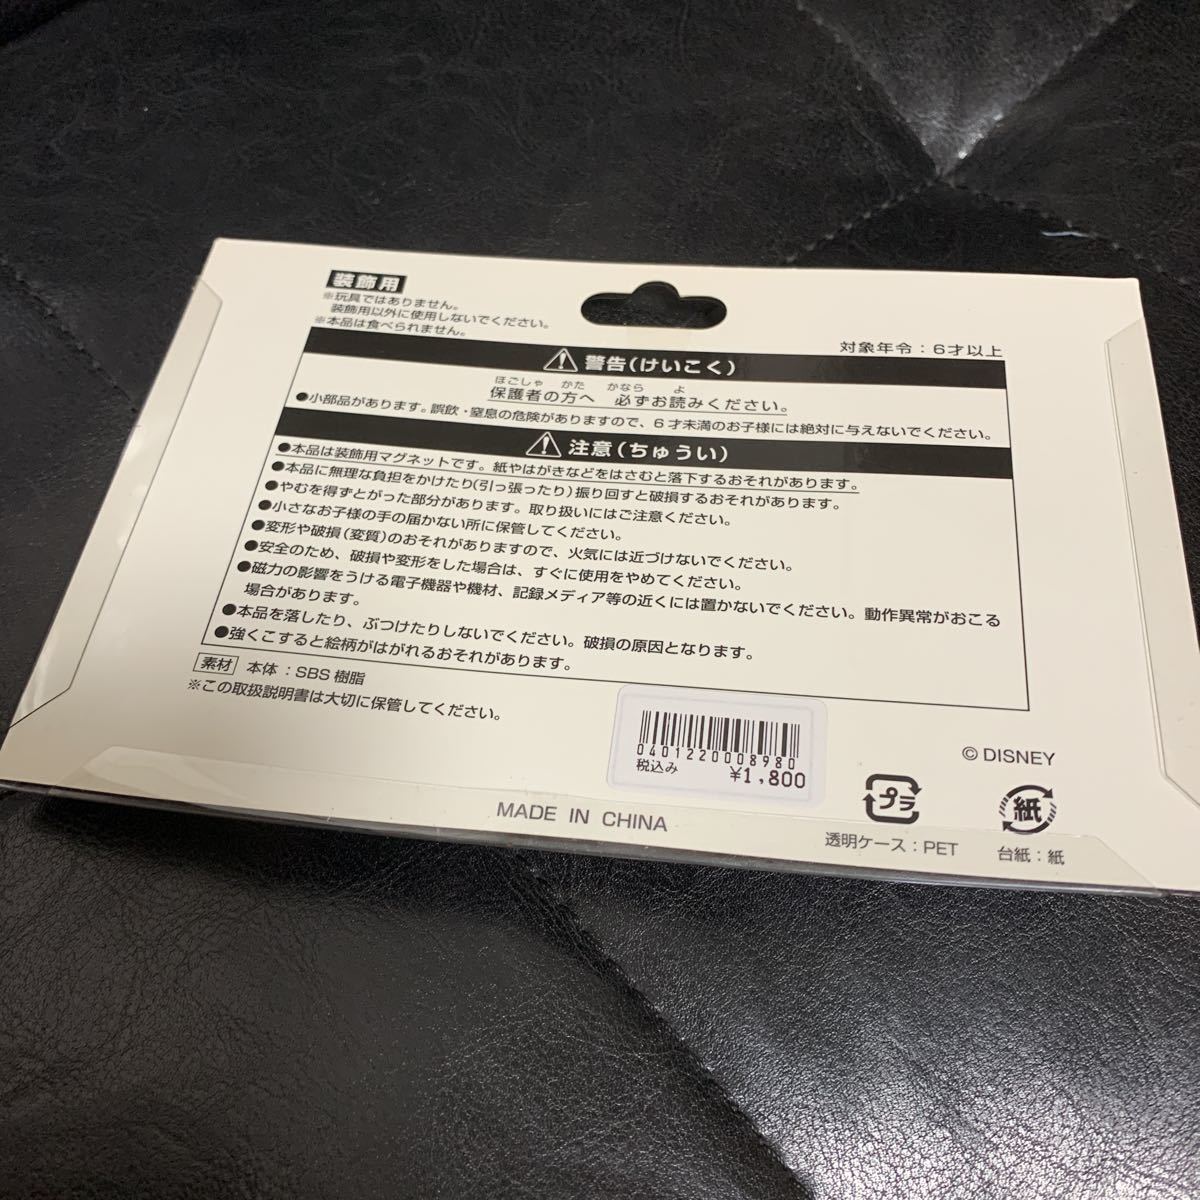 装飾用
※玩具ではありません。
装飾用以外に使用しないでください。
※本品は食べられません。
対象年令：6才以上
警告(けいこく)
ほごしゃ かた かなら よ
保護者の方へ 必ずお読みください。
●小部品があります。誤飲・窒息の危険がありますので、6才未満のお子様には絶対に与えないでください。
注意(ちゅうい)
●本品は装飾用マグネットです。紙やはがきなどをはさむと落下するおそれがあります。
●本品に無理な負担をかけたり(引っ張ったり)振り回すと破損するおそれがあります。
●やむを得ずとがった部分があります。取り扱いにはご注意ください。
●小さなお子様の手の届かない所に保管してください。
●変形や破損(変質)のおそれがありますので、火気には近づけないでください。
●安全のため、破損や変形をした場合は、すぐに使用をやめてください。
●磁力の影響をうける電子機器や機材、記録メディア等の近くには置かないでください。動作異常がおこる
場合があります。
●本品を落したり、ぶつけたりしないでください。破損の原因となります。
●強くこすると絵柄がはがれるおそれがあります。
素材 本体：SBS樹脂
※この取扱説明書は大切に保管してください。
0401220008980
税込み ¥1,800
© DISNEY
MADE IN CHINA
プラ
透明ケース：PET
紙
台紙：紙